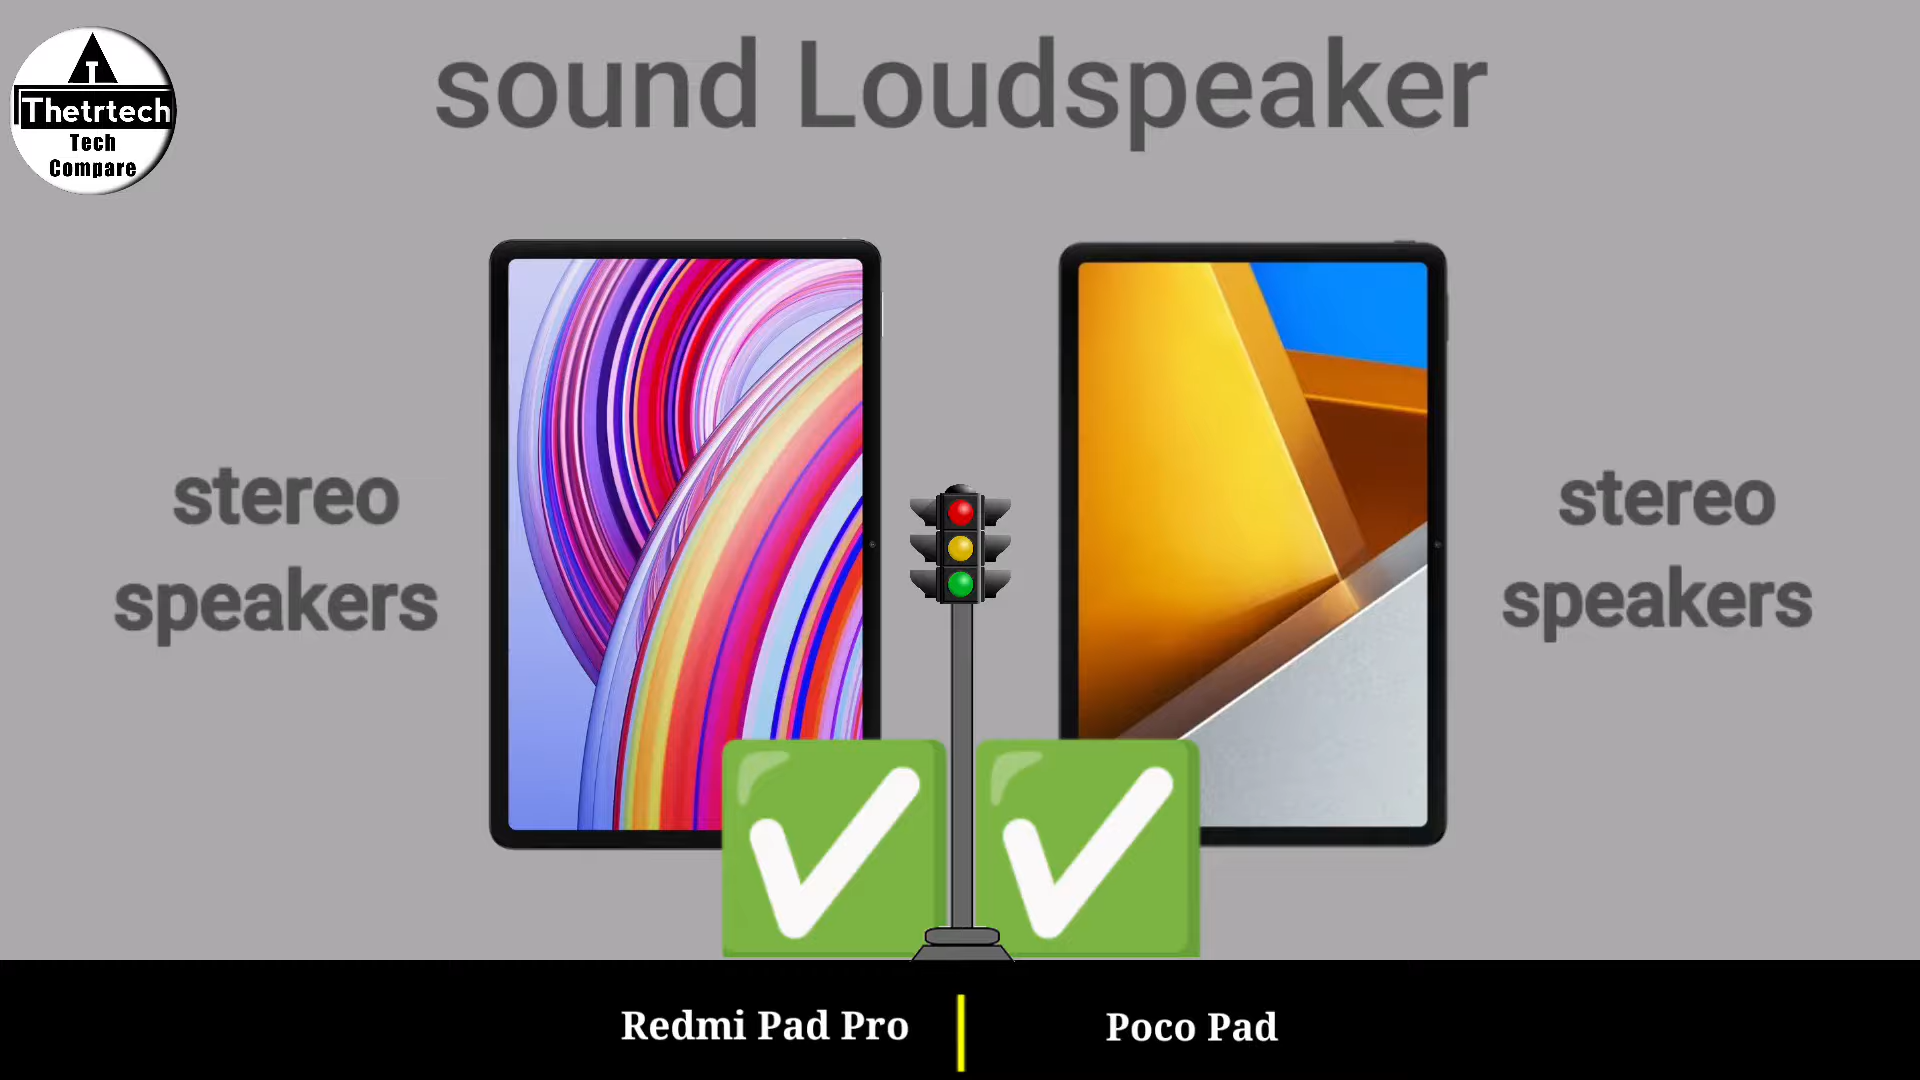 sound Loudspeaker
T
Thetrtech
Tech
Compare
stereo
speakers
stereo
speakers
Redmi Pad Pro
Poco Pad